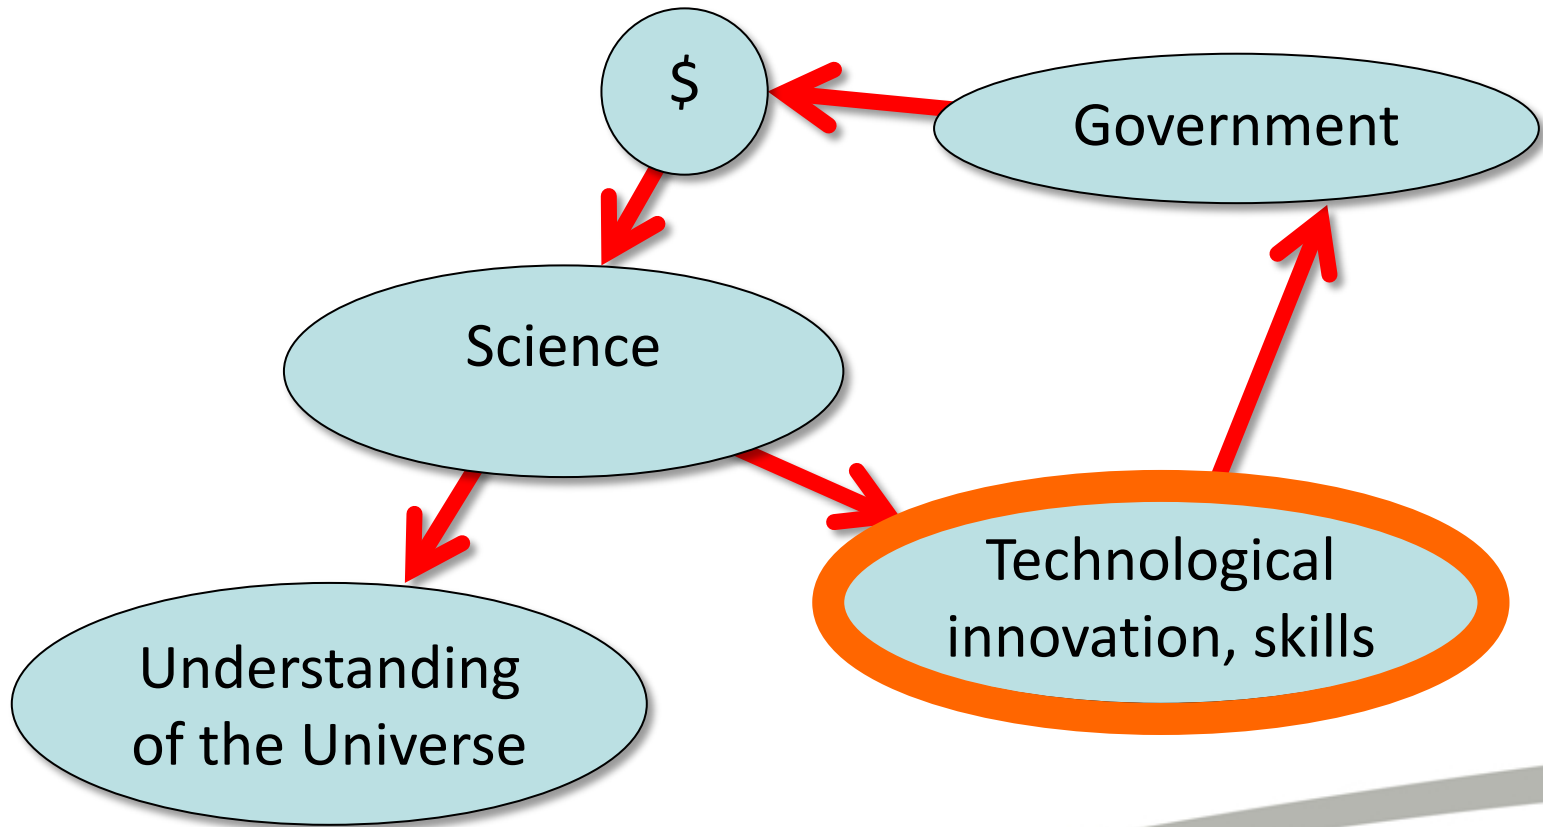 $
Government
Science
Technological
innovation, skills
Understanding
of the Universe